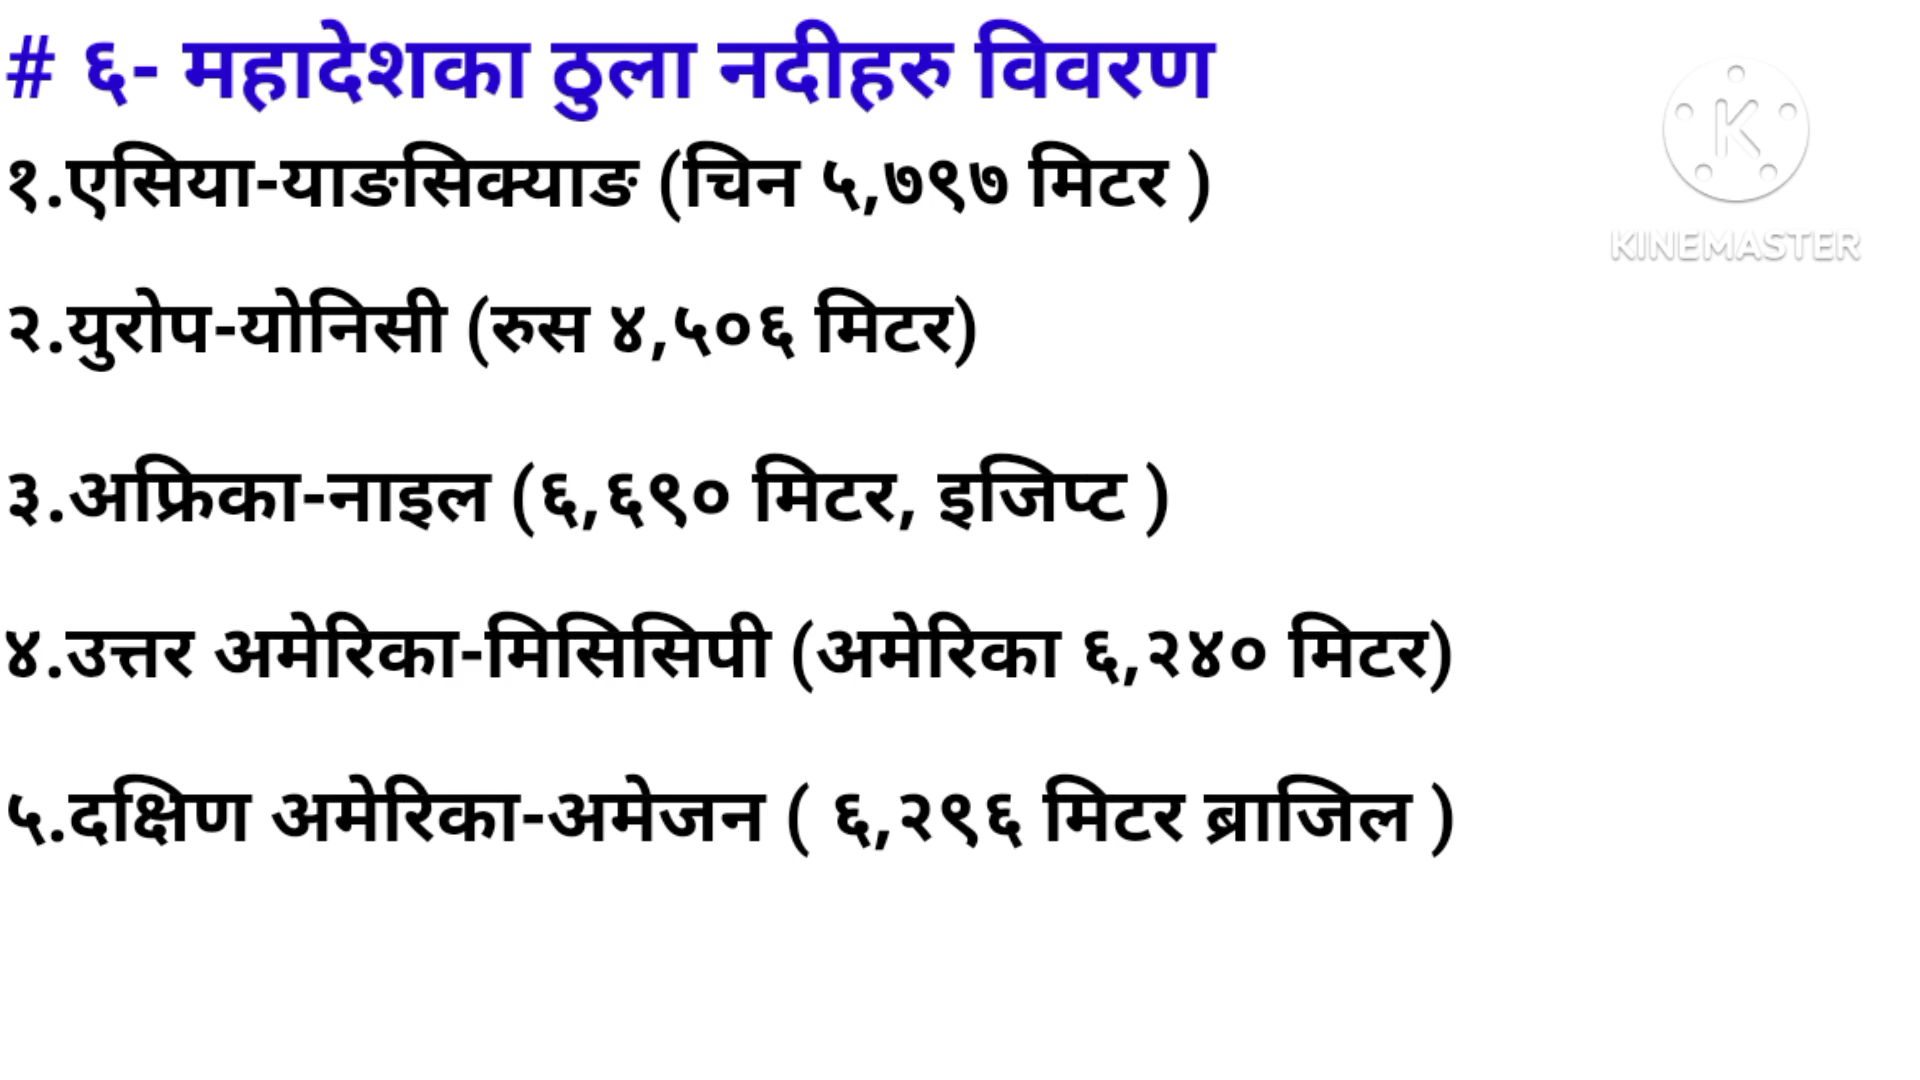 # ६- महादेशका ठुला नदीहरु विवरण
१.एसिया-याङसिक्याङ (चिन ५,७९७ मिटर )
KINEMASTER
२.युरोप-योनिसी (रुस ४,५०६ मिटर)
३.अफ्रिका-नाइल (६,६९० मिटर, इजिप्ट )
४.उत्तर अमेरिका-मिसिसिपी (अमेरिका ६,२४० मिटर)
५.दक्षिण अमेरिका-अमेजन ( ६,२९६ मिटर ब्राजिल )